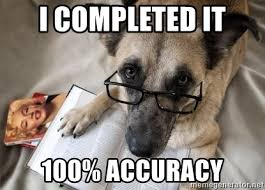 I COMPLETED IT
100% ACCURACY
memegenerator.net